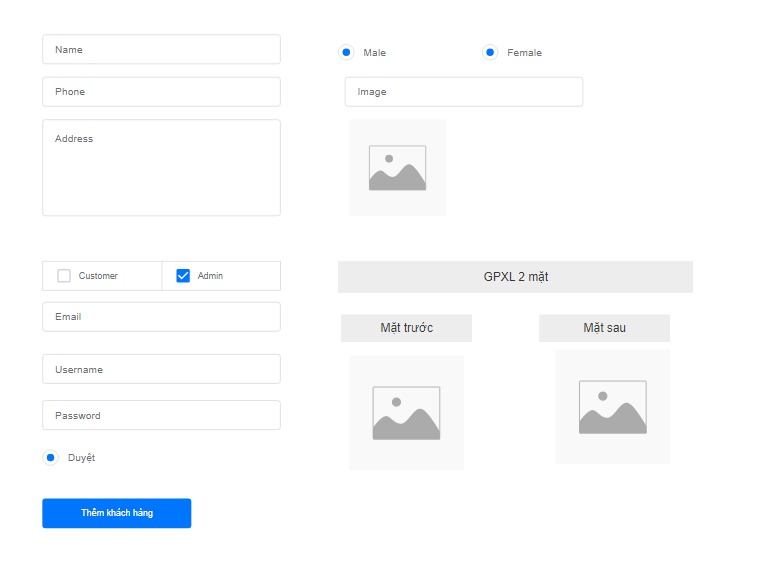 Name
Male
Female
Phone
Image
Address
Customer
Admin
GPXL 2 mặt
Email
Mặt trước
Mặt sau
Username
Password
Duyệt
Thêm khách hàng